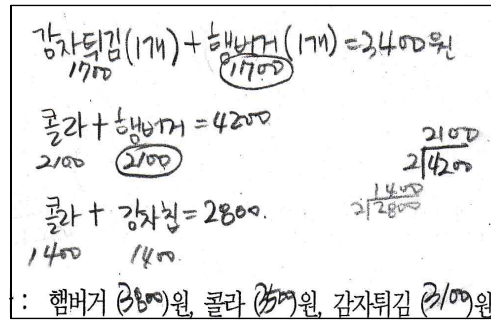 감자튀김(1개) + 햄버거(1개) = 3400원
1700 1700
콜라 + 햄버거 = 4200
2100 2100
2100
2)4200
1400
2)2800
콜라 + 감자칩 = 2800.
1400 1400
: 햄버거 (3800)원, 콜라 (3500)원, 감자튀김 (3100)원